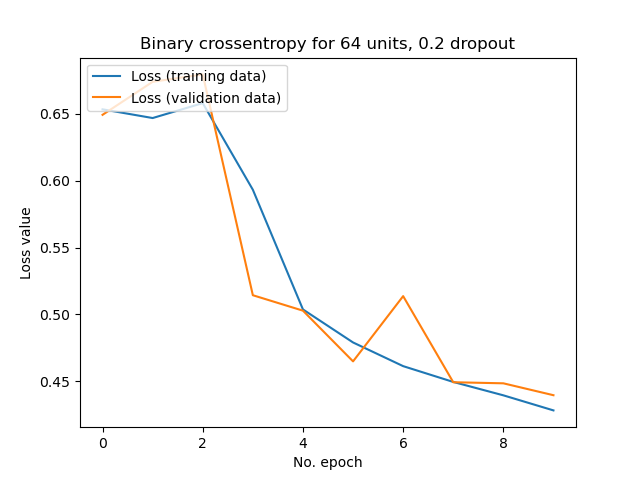 Binary crossentropy for 64 units, 0.2 dropout
Loss (training data)
Loss (validation data)
0.65
0.60
0.55
0.50
0.45
Loss value
0
2
4
6
8
No. epoch